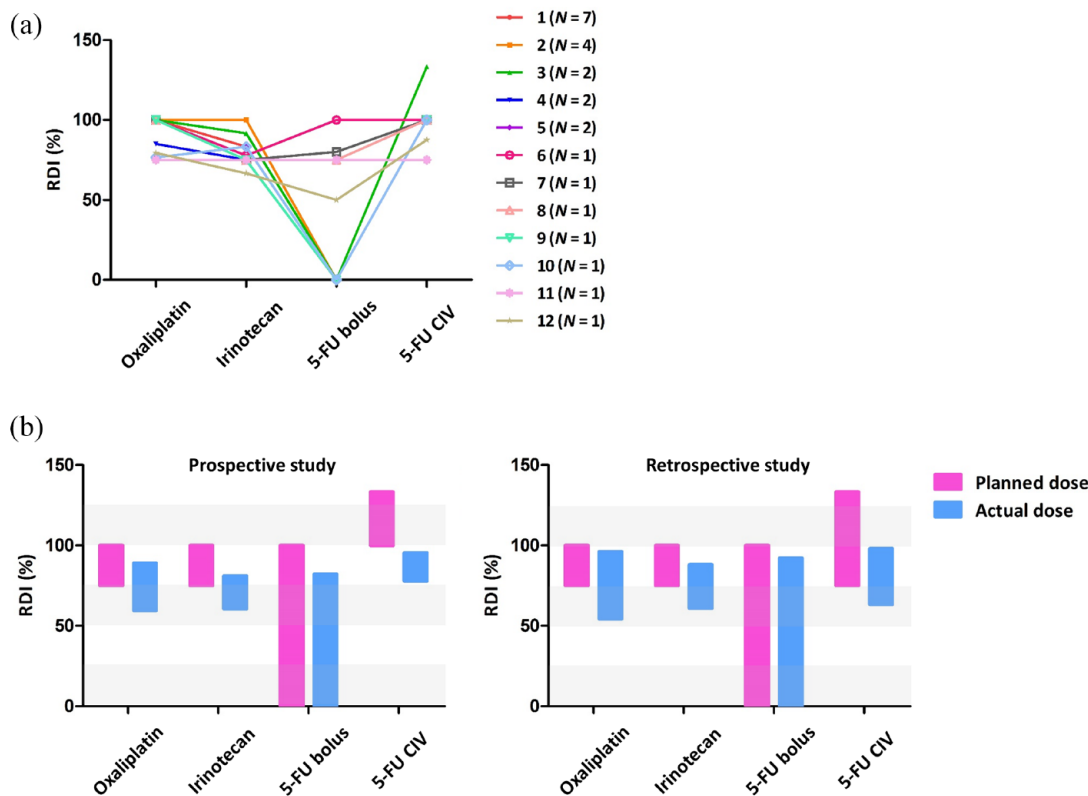 (a)
150
100
50
0
RDI (%)
Oxaliplatin
Irinotecan
5-FU bolus
5-FU CIV
1 (N = 7)
2 (N = 4)
3 (N = 2)
4 (N = 2)
5 (N = 2)
6 (N = 1)
7 (N = 1)
8 (N = 1)
9 (N = 1)
10 (N = 1)
11 (N = 1)
12 (N = 1)
(b)
Prospective study
150
100
50
0
RDI (%)
Oxaliplatin
Irinotecan
5-FU bolus
5-FU CIV
Retrospective study
150
100
50
0
RDI (%)
Oxaliplatin
Irinotecan
5-FU bolus
5-FU CIV
Planned dose
Actual dose